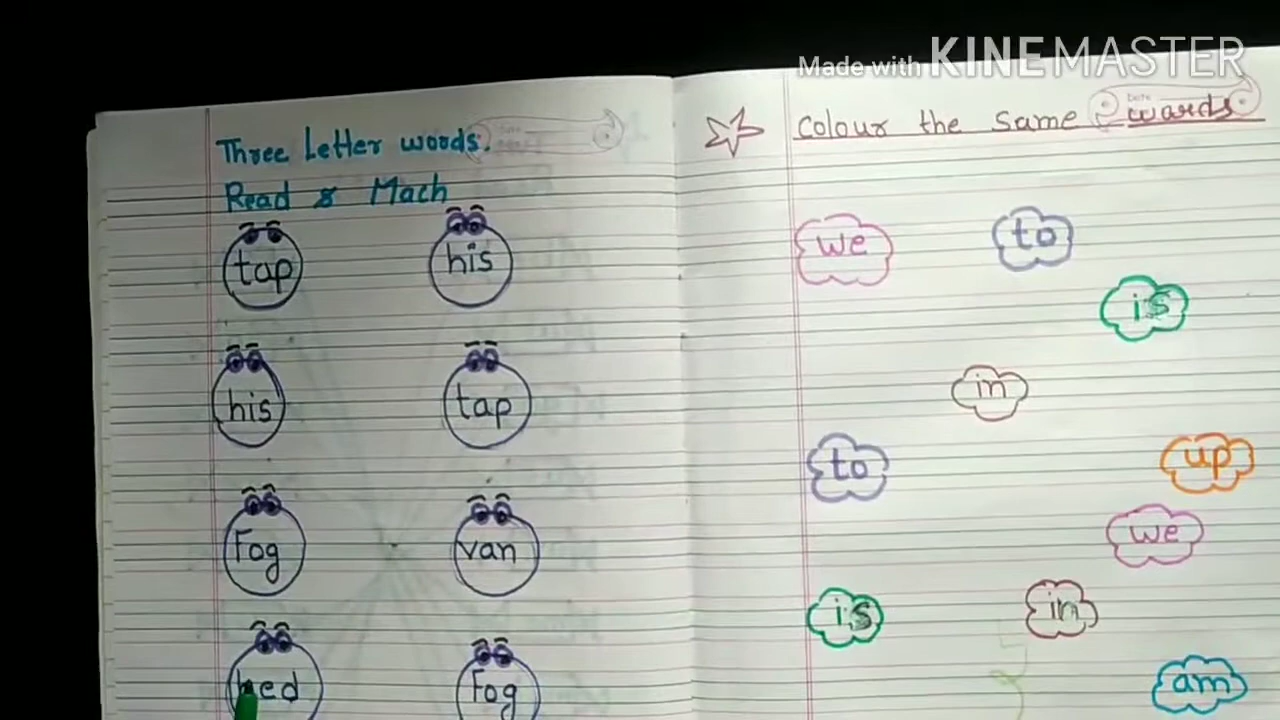 Made with KINEMASTER
Three Letter words.
Read & Mach
tap his
his tap
Fog van
Fog
Colour the same words
we to
is
in
to up
we
is in
am